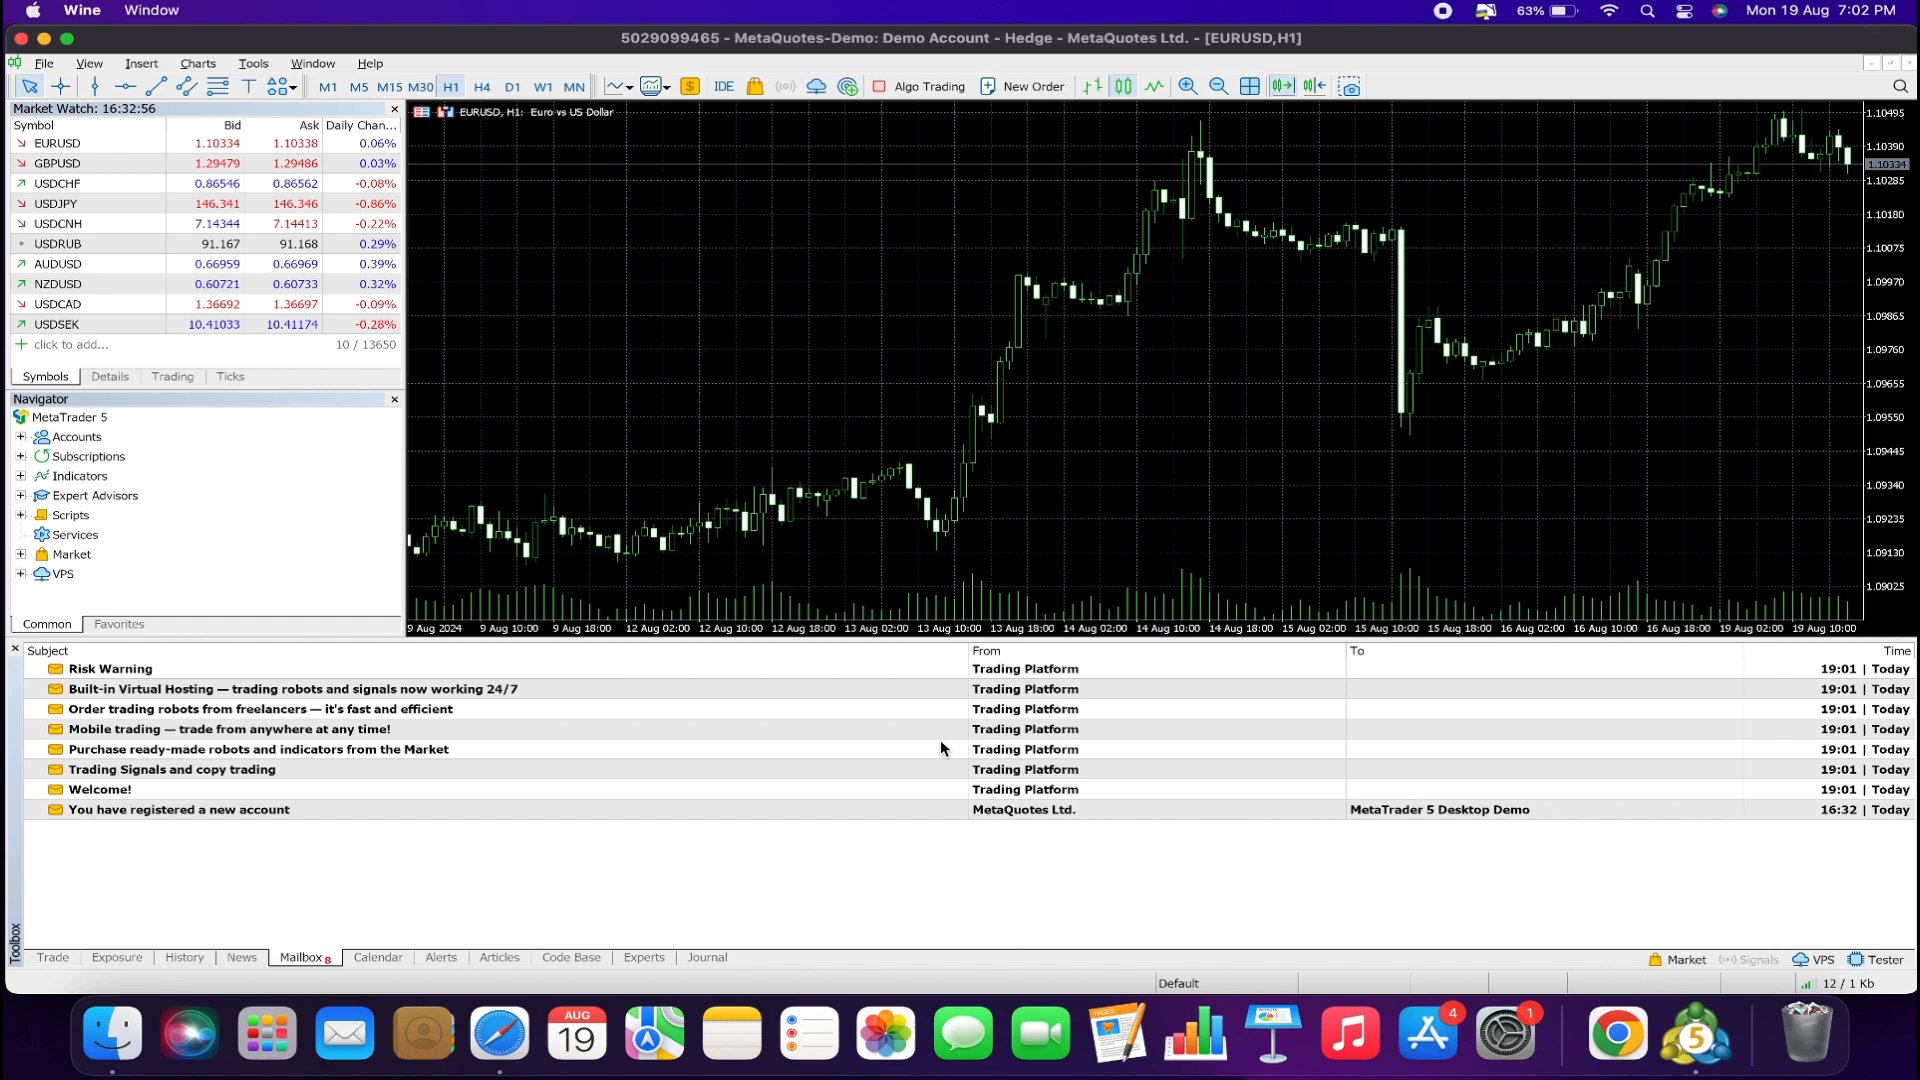 Wine Window 63% Mon 19 Aug 7:02 PM
5029099465 - MetaQuotes-Demo: Demo Account - Hedge - MetaQuotes Ltd. - [EURUSD,H1]
File View Insert Charts Tools Window Help
M1 M5 M15 M30 H1 H4 D1 W1 MN IDE Algo Trading New Order
Market Watch: 16:32:56
Symbol Bid Ask Daily Chan...
EURUSD 1.10334 1.10338 0.06%
GBPUSD 1.29479 1.29486 0.03%
USDCHF 0.86546 0.86562 -0.08%
USDJPY 146.341 146.346 -0.86%
USDCNH 7.14344 7.14413 -0.22%
USDRUB 91.167 91.168 0.29%
AUDUSD 0.66959 0.66969 0.39%
NZDUSD 0.60721 0.60733 0.32%
USDCAD 1.36692 1.36697 -0.09%
USDSEK 10.41033 10.41174 -0.28%
click to add... 10 / 13650
Symbols Details Trading Ticks
Navigator
MetaTrader 5
Accounts
Subscriptions
Indicators
Expert Advisors
Scripts
Services
Market
VPS
Common Favorites
EURUSD, H1: Euro vs US Dollar
1.10495
1.10390
1.10334
1.10285
1.10180
1.10075
1.09970
1.09865
1.09760
1.09655
1.09550
1.09445
1.09340
1.09235
1.09130
1.09025
9 Aug 2024 9 Aug 10:00 9 Aug 18:00 12 Aug 02:00 12 Aug 10:00 12 Aug 18:00 13 Aug 02:00 13 Aug 10:00 13 Aug 18:00 14 Aug 02:00 14 Aug 10:00 14 Aug 18:00 15 Aug 02:00 15 Aug 10:00 15 Aug 18:00 16 Aug 02:00 16 Aug 10:00 16 Aug 18:00 19 Aug 02:00 19 Aug 10:00
Subject From To Time
Risk Warning Trading Platform 19:01 | Today
Built-in Virtual Hosting — trading robots and signals now working 24/7 Trading Platform 19:01 | Today
Order trading robots from freelancers — it's fast and efficient Trading Platform 19:01 | Today
Mobile trading — trade from anywhere at any time! Trading Platform 19:01 | Today
Purchase ready-made robots and indicators from the Market Trading Platform 19:01 | Today
Trading Signals and copy trading Trading Platform 19:01 | Today
Welcome! Trading Platform 19:01 | Today
You have registered a new account MetaQuotes Ltd. MetaTrader 5 Desktop Demo 16:32 | Today
Toolbox
Trade Exposure History News Mailbox 8 Calendar Alerts Articles Code Base Experts Journal Market Signals VPS Tester
Default 12 / 1 Kb
AUG
19
PAGES
4
1
5